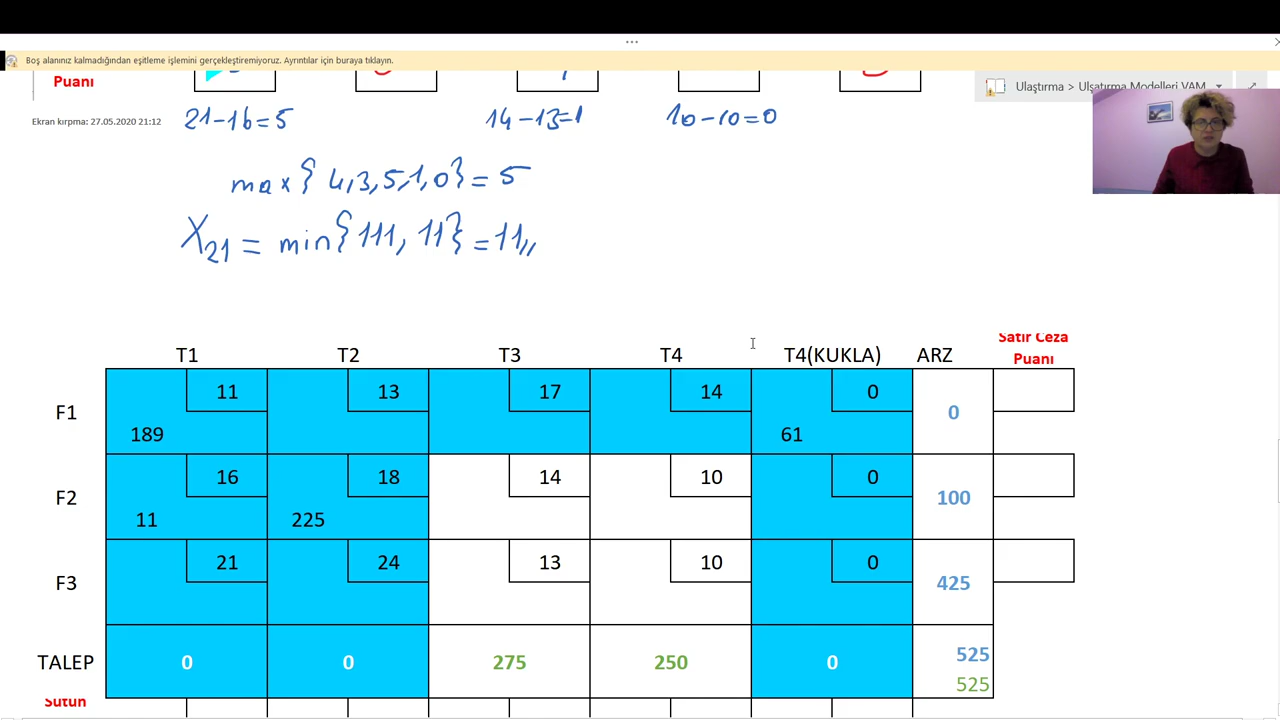 Boş alanınız kalmadığından eşitleme işlemini gerçekleştiremiyoruz. Ayrıntılar için buraya tıklayın.
Puanı
Ulaştırma > Ulşatırma Modelleri VAM
Ekran kırpma: 27.05.2020 21:12
21-16=5 14-13=1 10-10=0
max{4,3,5,1,0}=5
X21 = min{111, 11} = 11,,
Satır Ceza
Puanı
T1 T2 T3 T4 T4(KUKLA) ARZ
F1 11 13 17 14 0 0
189 61
F2 16 18 14 10 0 100
11 225
F3 21 24 13 10 0 425
TALEP 0 0 275 250 0 525
525
Sütun